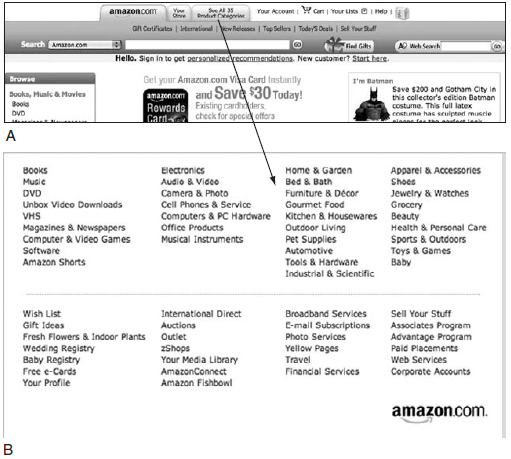 amazon.com
Your Store
See All 35 Product Categories
Your Account | Cart | Your Lists | Help |
Gift Certificates | International | New Releases | Top Sellers | Today'S Deals | Sell Your Stuff
Search Amazon.com GO Find Gifts A9 Web Search GO
Hello. Sign in to get personalized recommendations. New customer? Start here.
Browse
Books, Music & Movies
Books
DVD
Get your Amazon.com Visa Card Instantly
and Save $30 Today!
Existing cardholders,
check for special offers
amazon.com
Rewards
Card
I'm Batman
Save $200 and Gotham City in
this collector's edition Batman
costume. This full latex
costume has sculpted muscle
A
Books
Music
DVD
Unbox Video Downloads
VHS
Magazines & Newspapers
Computer & Video Games
Software
Amazon Shorts
Electronics
Audio & Video
Camera & Photo
Cell Phones & Service
Computers & PC Hardware
Office Products
Musical Instruments
Home & Garden
Bed & Bath
Furniture & Décor
Gourmet Food
Kitchen & Housewares
Outdoor Living
Pet Supplies
Automotive
Tools & Hardware
Industrial & Scientific
Apparel & Accessories
Shoes
Jewelry & Watches
Grocery
Beauty
Health & Personal Care
Sports & Outdoors
Toys & Games
Baby
Wish List
Gift Ideas
Fresh Flowers & Indoor Plants
Wedding Registry
Baby Registry
Free e-Cards
Your Profile
International Direct
Auctions
Outlet
zShops
Your Media Library
AmazonConnect
Amazon Fishbowl
Broadband Services
E-mail Subscriptions
Photo Services
Yellow Pages
Travel
Financial Services
Sell Your Stuff
Associates Program
Advantage Program
Paid Placements
Web Services
Corporate Accounts
amazon.com.
B